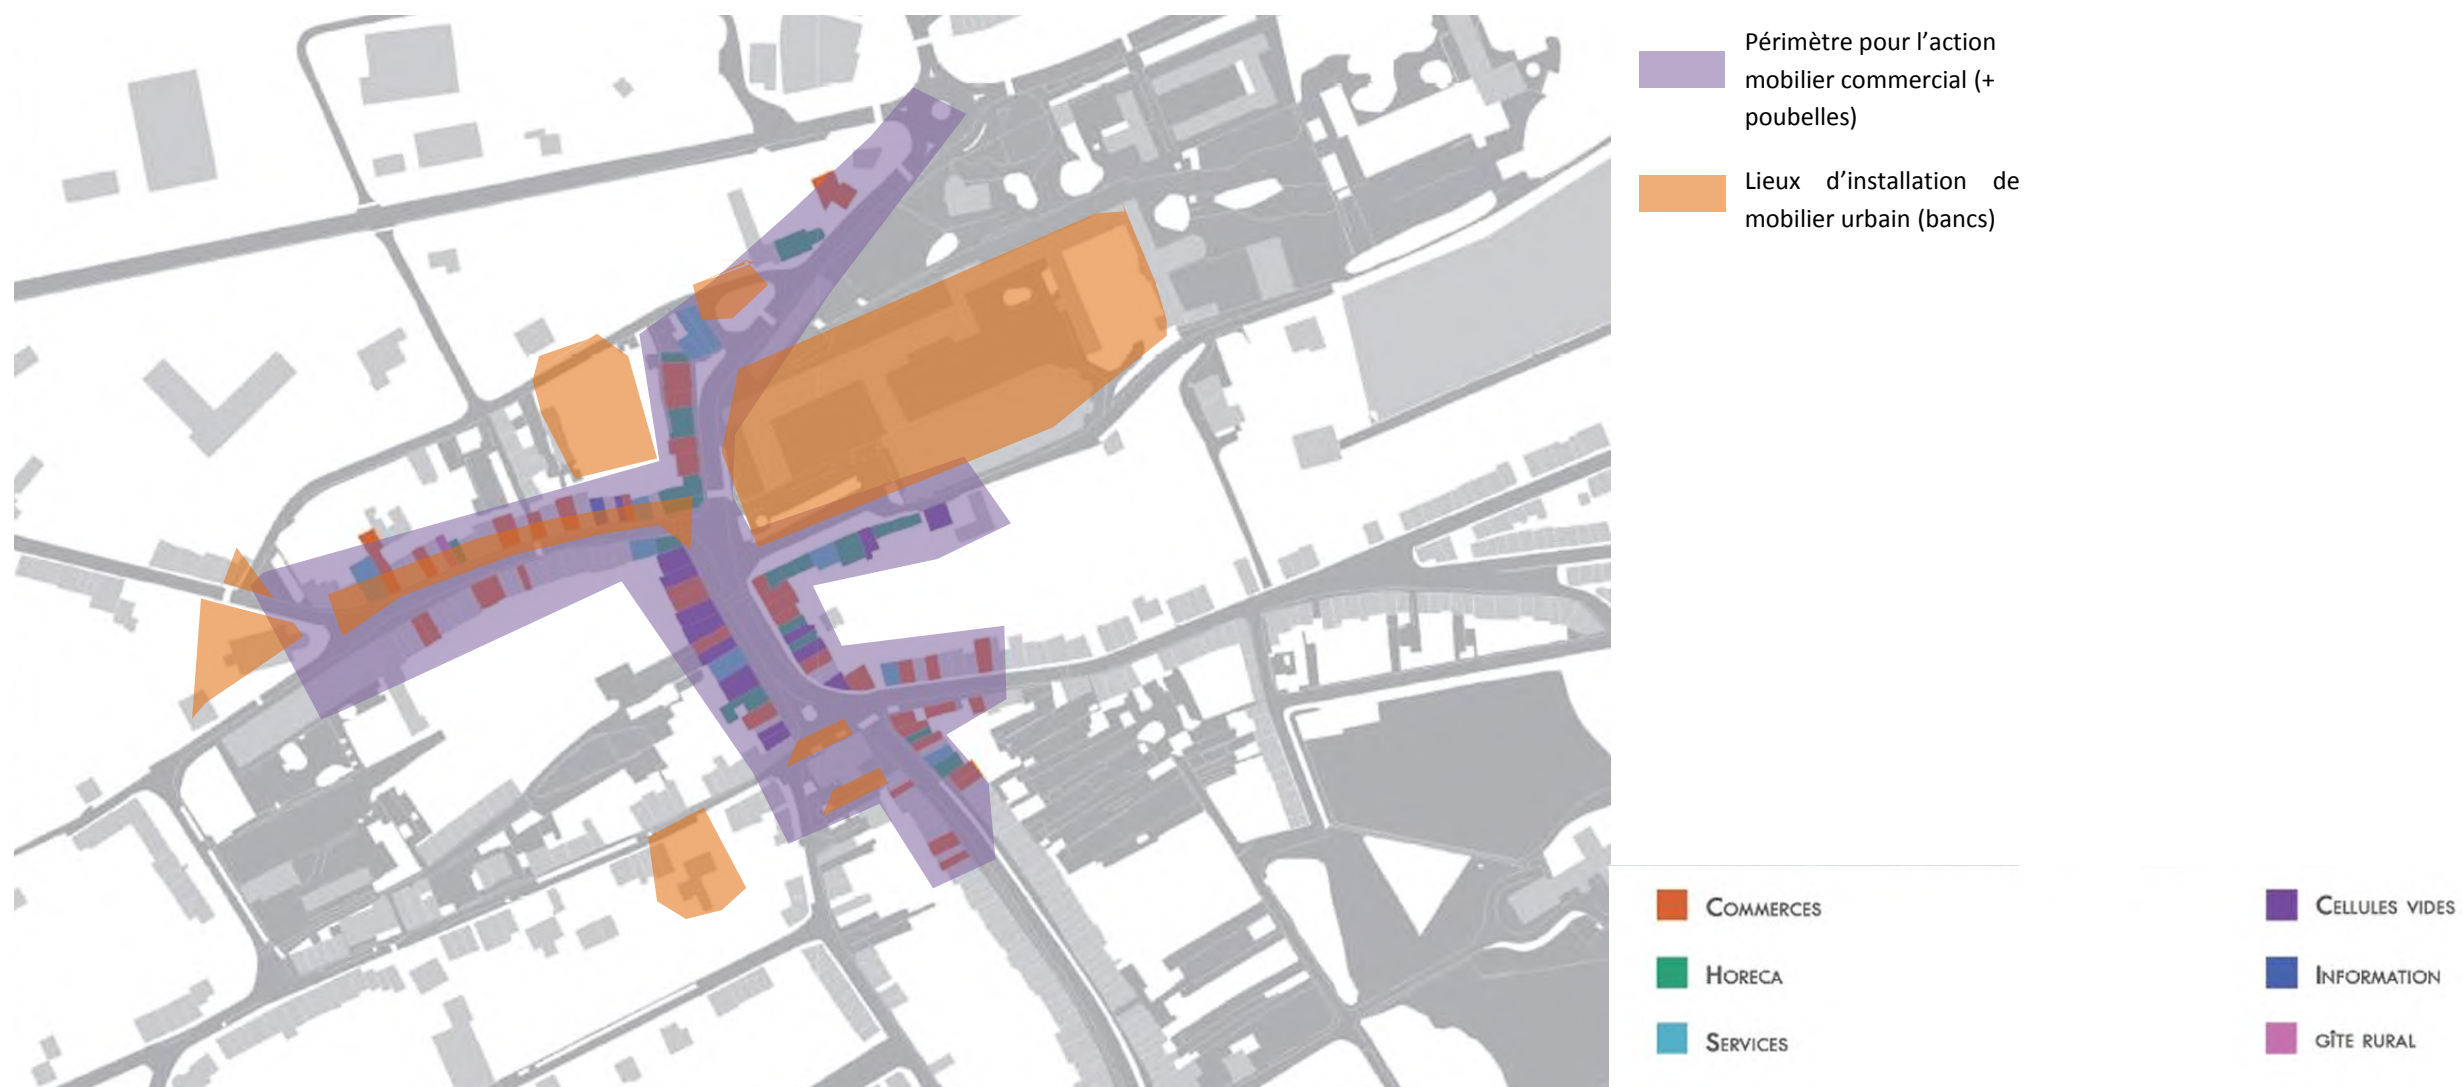 Périmètre pour l’action
mobilier commercial (+
poubelles)
Lieux d’installation de
mobilier urbain (bancs)
COMMERCES
HORECA
SERVICES
CELLULES VIDES
INFORMATION
GÎTE RURAL